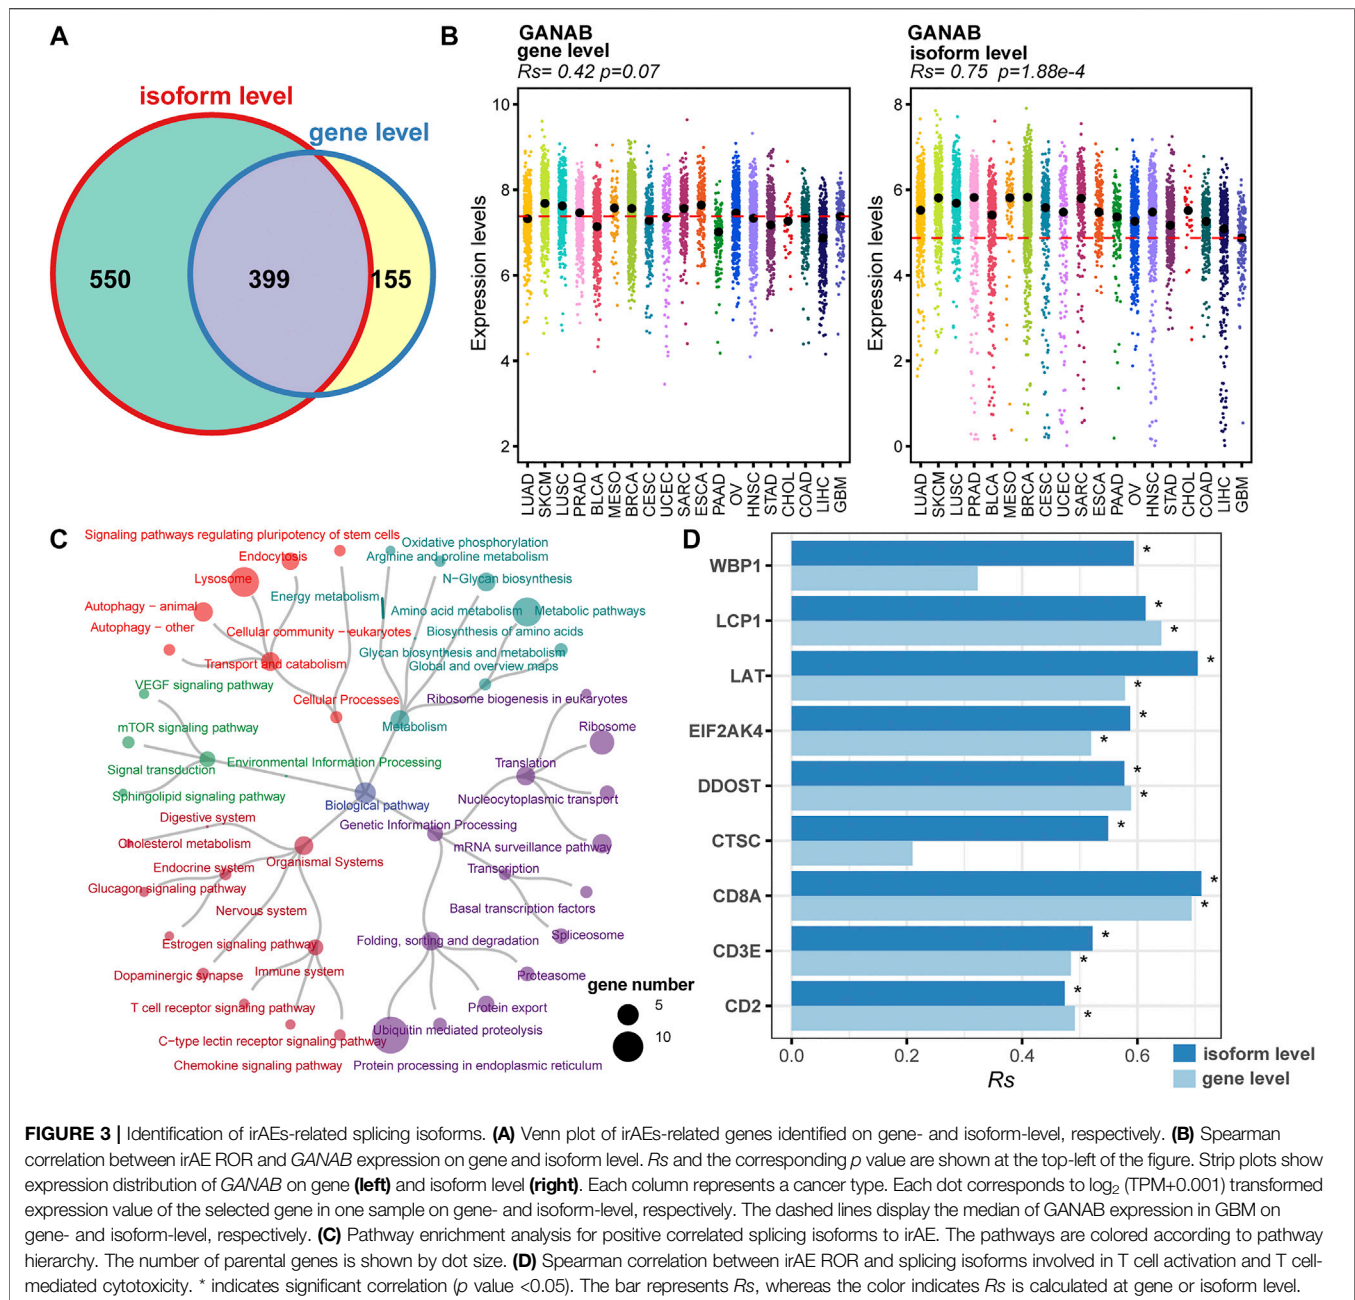 A
isoform level
gene level
550
399
155
B
GANAB
gene level
Rs= 0.42 p=0.07
Expression levels
10
8
6
4
2
LUAD
SKCM
LUSC
PRAD
BLCA
MESO
BRCA
CESC
UCEC
SARC
ESCA
PAAD
OV
HNSC
STAD
CHOL
COAD
LIHC
GBM
GANAB
isoform level
Rs= 0.75 p=1.88e-4
Expression levels
8
6
4
2
0
LUAD
SKCM
LUSC
PRAD
BLCA
MESO
BRCA
CESC
UCEC
SARC
ESCA
PAAD
OV
HNSC
STAD
CHOL
COAD
LIHC
GBM
C
Signaling pathways regulating pluripotency of stem cells
Oxidative phosphorylation
Endocytosis
Arginine and proline metabolism
Lysosome
N-Glycan biosynthesis
Energy metabolism
Autophagy - animal
Amino acid metabolism
Metabolic pathways
Autophagy - other
Cellular community - eukaryotes
Biosynthesis of amino acids
Glycan biosynthesis and metabolism
Transport and catabolism
Global and overview maps
VEGF signaling pathway
Cellular Processes
Ribosome biogenesis in eukaryotes
mTOR signaling pathway
Metabolism
Ribosome
Signal transduction
Environmental Information Processing
Translation
Sphingolipid signaling pathway
Biological pathway
Nucleocytoplasmic transport
Digestive system
Genetic Information Processing
Cholesterol metabolism
mRNA surveillance pathway
Endocrine system
Organismal Systems
Transcription
Glucagon signaling pathway
Nervous system
Basal transcription factors
Estrogen signaling pathway
Folding, sorting and degradation
Spliceosome
Dopaminergic synapse
Immune system
Proteasome
T cell receptor signaling pathway
Protein export
C-type lectin receptor signaling pathway
Ubiquitin mediated proteolysis
Chemokine signaling pathway
Protein processing in endoplasmic reticulum
gene number
5
10
D
WBP1
*
LCP1
*
*
LAT
*
*
EIF2AK4
*
*
DDOST
*
*
CTSC
*
CD8A
*
*
CD3E
*
*
CD2
*
*
0.0
0.2
0.4
0.6
Rs
isoform level
gene level
FIGURE 3 | Identification of irAEs-related splicing isoforms. (A) Venn plot of irAEs-related genes identified on gene- and isoform-level, respectively. (B) Spearman
correlation between irAE ROR and GANAB expression on gene and isoform level. Rs and the corresponding p value are shown at the top-left of the figure. Strip plots show
expression distribution of GANAB on gene (left) and isoform level (right). Each column represents a cancer type. Each dot corresponds to log₂ (TPM+0.001) transformed
expression value of the selected gene in one sample on gene- and isoform-level, respectively. The dashed lines display the median of GANAB expression in GBM on
gene- and isoform-level, respectively. (C) Pathway enrichment analysis for positive correlated splicing isoforms to irAE. The pathways are colored according to pathway
hierarchy. The number of parental genes is shown by dot size. (D) Spearman correlation between irAE ROR and splicing isoforms involved in T cell activation and T cell-
mediated cytotoxicity. * indicates significant correlation (p value <0.05). The bar represents Rs, whereas the color indicates Rs is calculated at gene or isoform level.